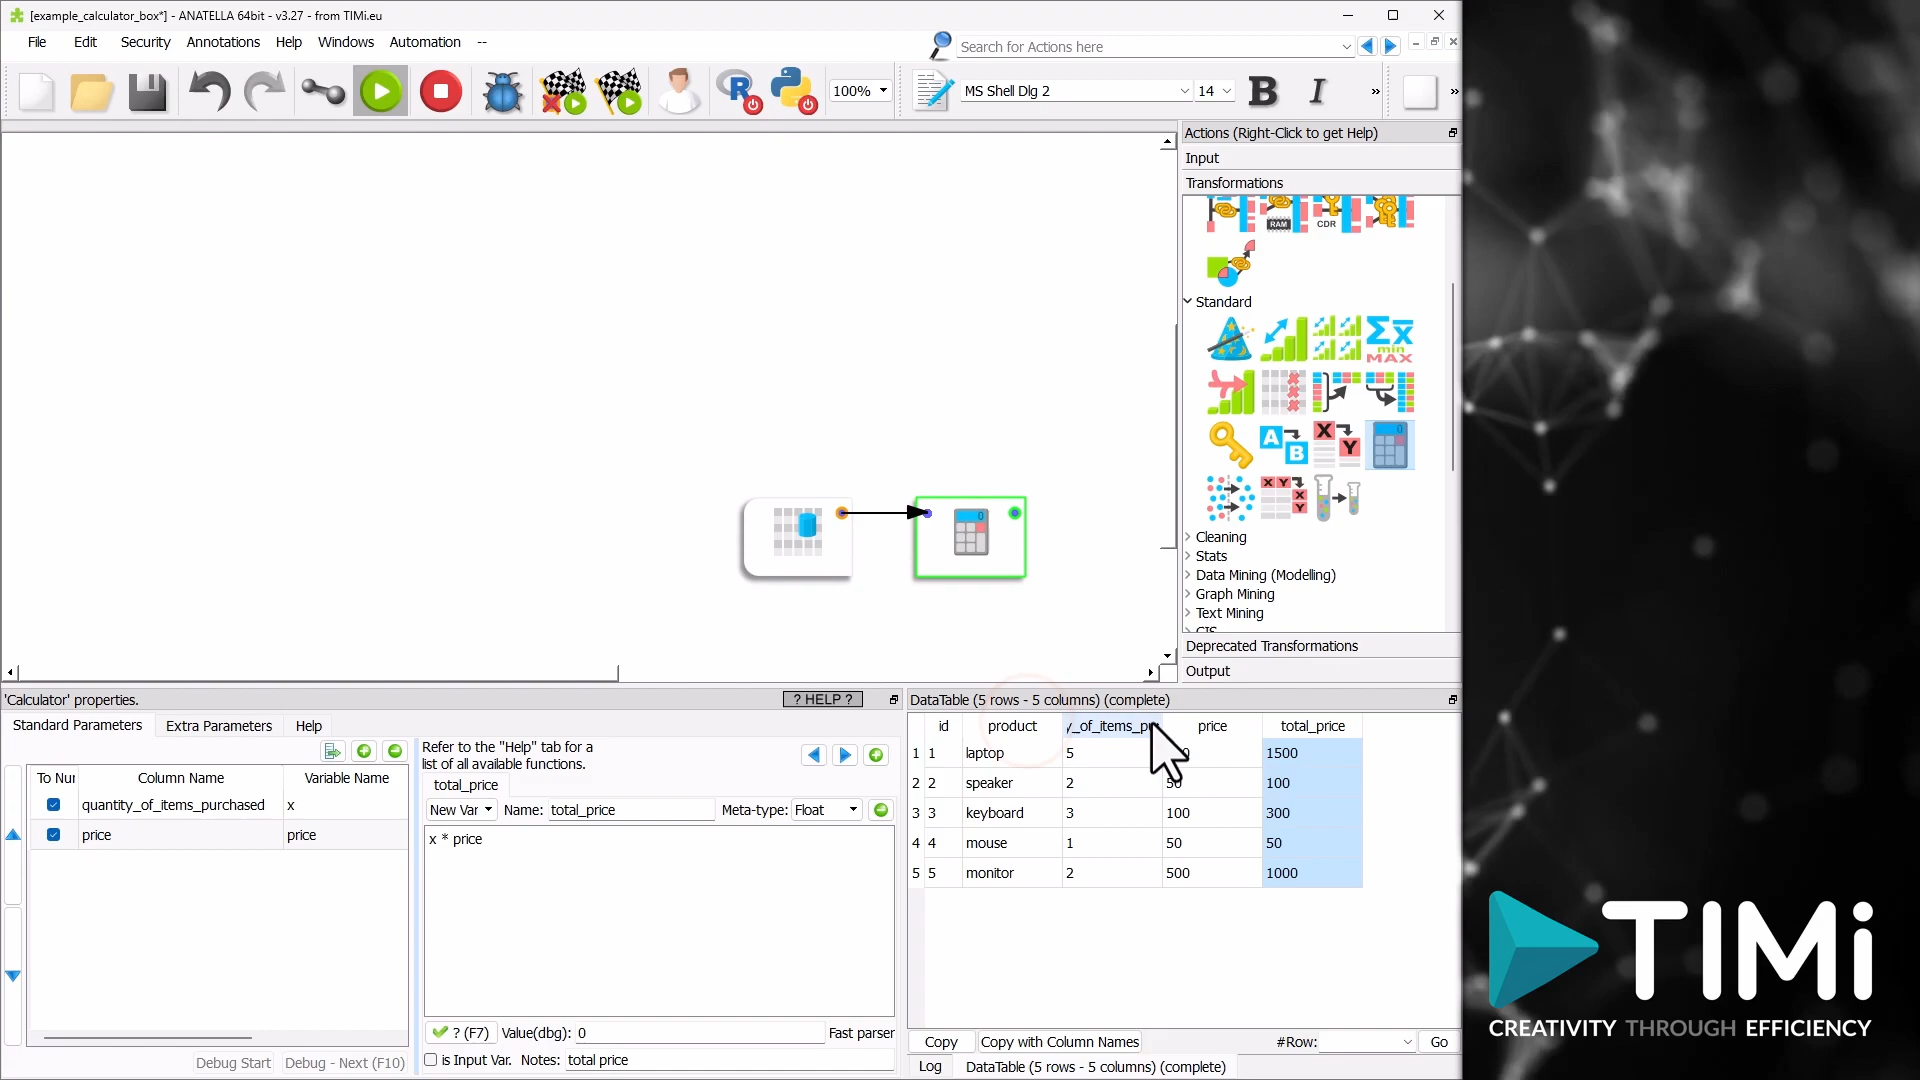 [example_calculator_box*] - ANATELLA 64bit - v3.27 - from TIMi.eu
File Edit Security Annotations Help Windows Automation --
Search for Actions here
100% MS Shell Dlg 2 14 B I » »
Actions (Right-Click to get Help)
Input
Transformations
RAM CDR
Standard
Σx
min
MAX
A B X Y
X Y X Y
Cleaning
Stats
Data Mining (Modelling)
Graph Mining
Text Mining
Deprecated Transformations
Output
'Calculator' properties. ? HELP ?
Standard Parameters Extra Parameters Help
To Nur Column Name Variable Name
quantity_of_items_purchased x
price price
Debug Start Debug - Next (F10)
Refer to the "Help" tab for a
list of all available functions.
total_price
New Var Name: total_price Meta-type: Float
x * price
? (F7) Value(dbg): 0 Fast parser
is Input Var. Notes: total price
DataTable (5 rows - 5 columns) (complete)
id product price total_price
1 1 laptop 5 1500
2 2 speaker 2 50 100
3 3 keyboard 3 100 300
4 4 mouse 1 50 50
5 5 monitor 2 500 1000
Copy Copy with Column Names #Row: Go
Log DataTable (5 rows - 5 columns) (complete)
TIMi
CREATIVITY THROUGH EFFICIENCY